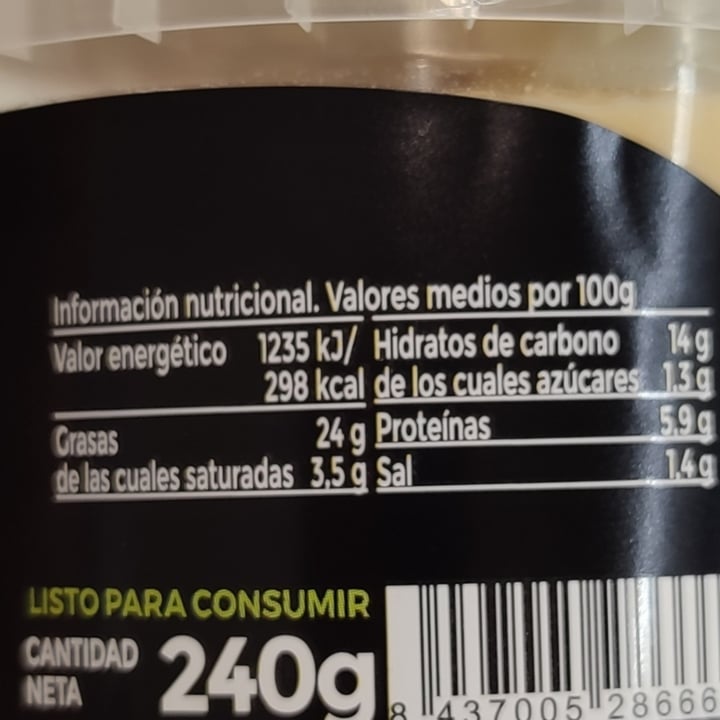 Información nutricional. Valores medios por 100g
Valor energético 1235 kJ/
298 kcal
Grasas 24 g
de las cuales saturadas 3,5 g
Hidratos de carbono 14 g
de los cuales azúcares 1.3 g
Proteínas 5.9 g
Sal 1.4 g
LISTO PARA CONSUMIR
CANTIDAD
NETA
240g
8 437005 28666